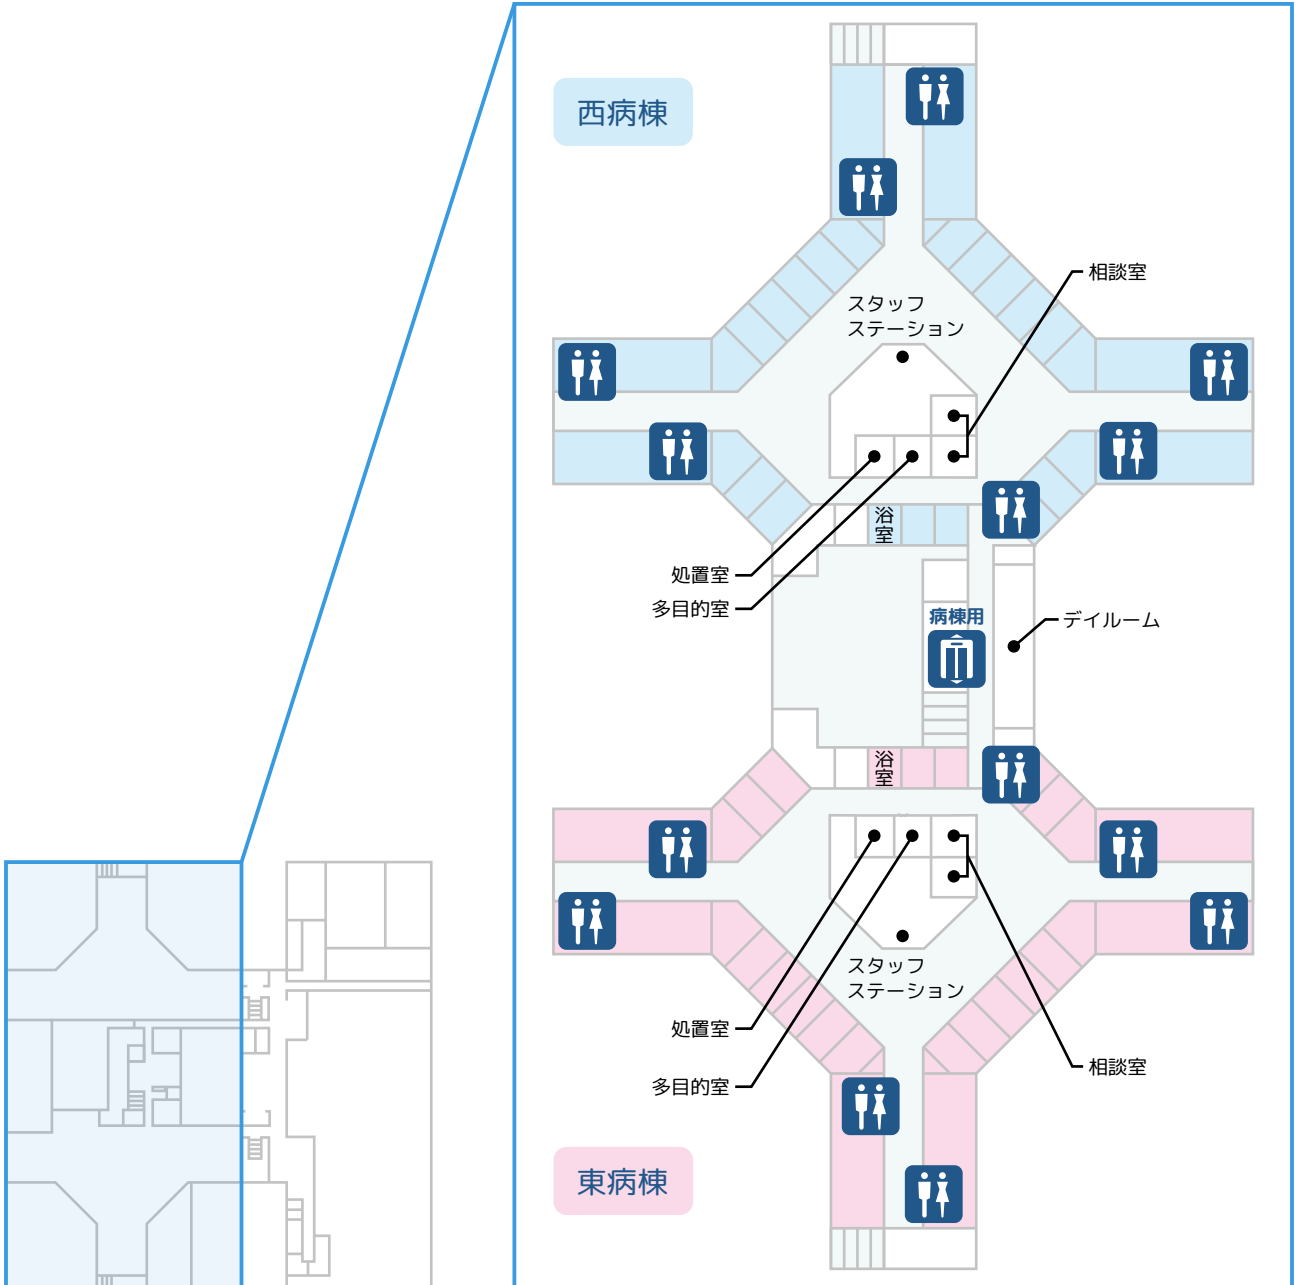 西病棟
相談室
スタッフ
ステーション
浴室
処置室
多目的室
病棟用
デイルーム
浴室
スタッフ
ステーション
処置室
相談室
多目的室
東病棟